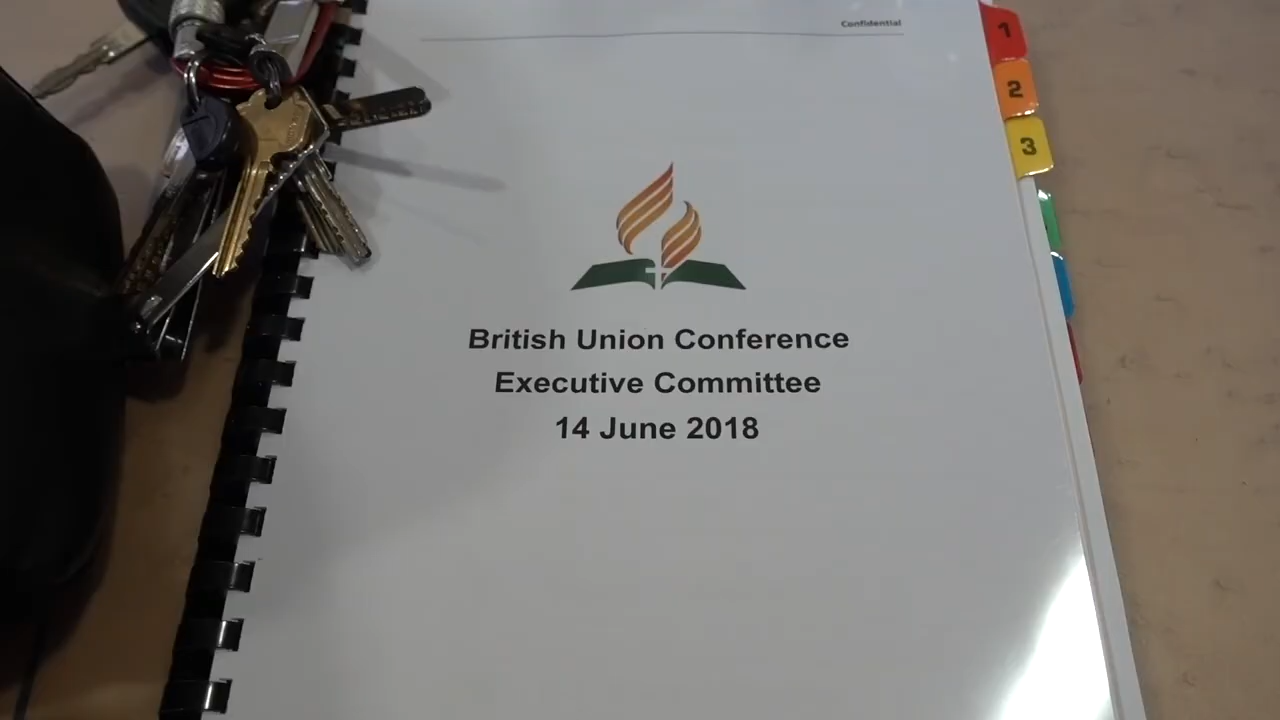 Confidential
1
2
3
British Union Conference
Executive Committee
14 June 2018